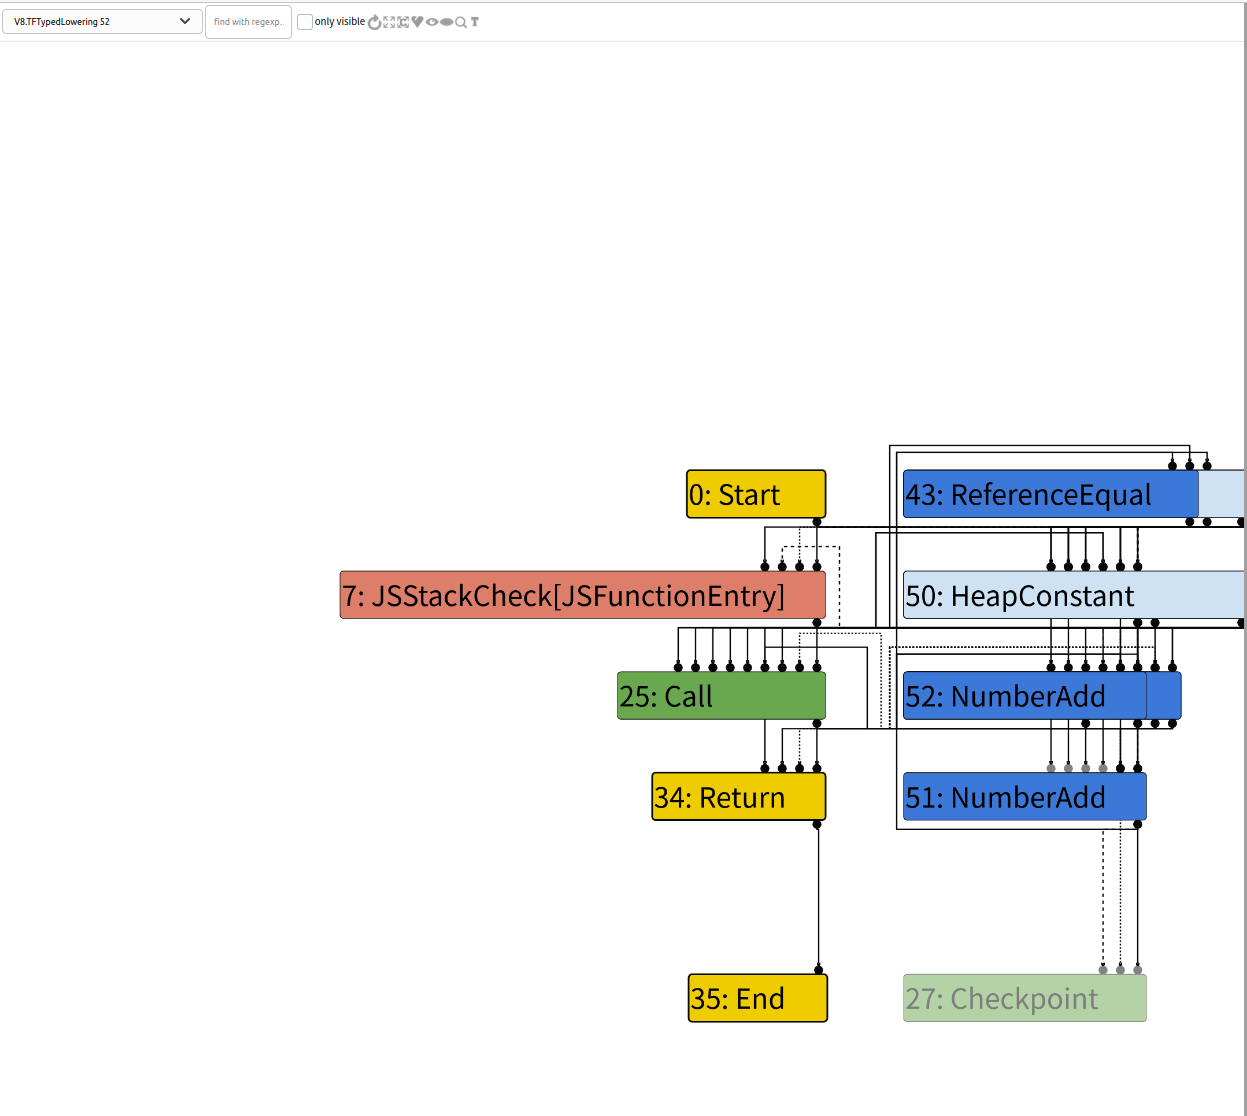 V8.TFTypedLowering 52
find with regexp..
only visible
T
0: Start
43: ReferenceEqual
7: JSStackCheck[JSFunctionEntry]
50: HeapConstant
25: Call
52: NumberAdd
34: Return
51: NumberAdd
35: End
27: Checkpoint